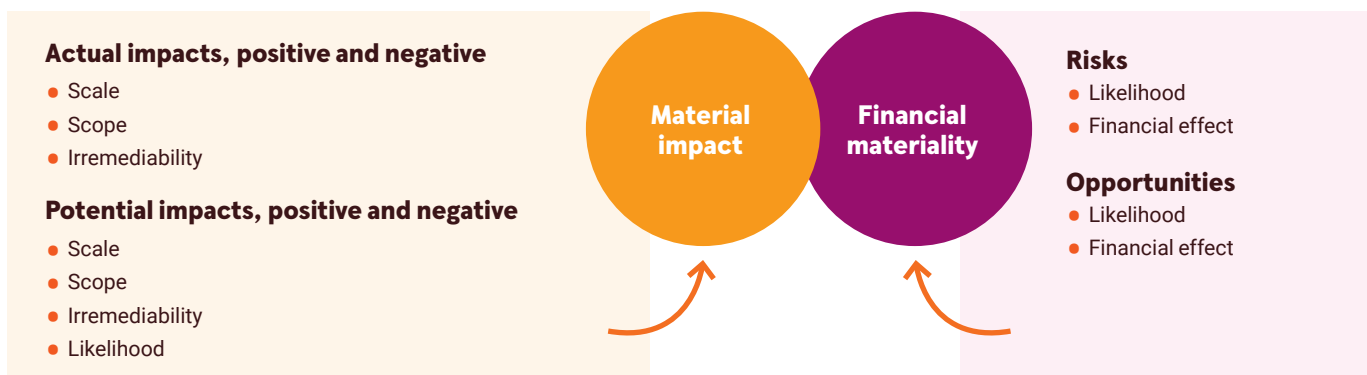 Actual impacts, positive and negative
Scale
Scope
Irremediability
Potential impacts, positive and negative
Scale
Scope
Irremediability
Likelihood
Material
impact
Financial
materiality
Risks
Likelihood
Financial effect
Opportunities
Likelihood
Financial effect